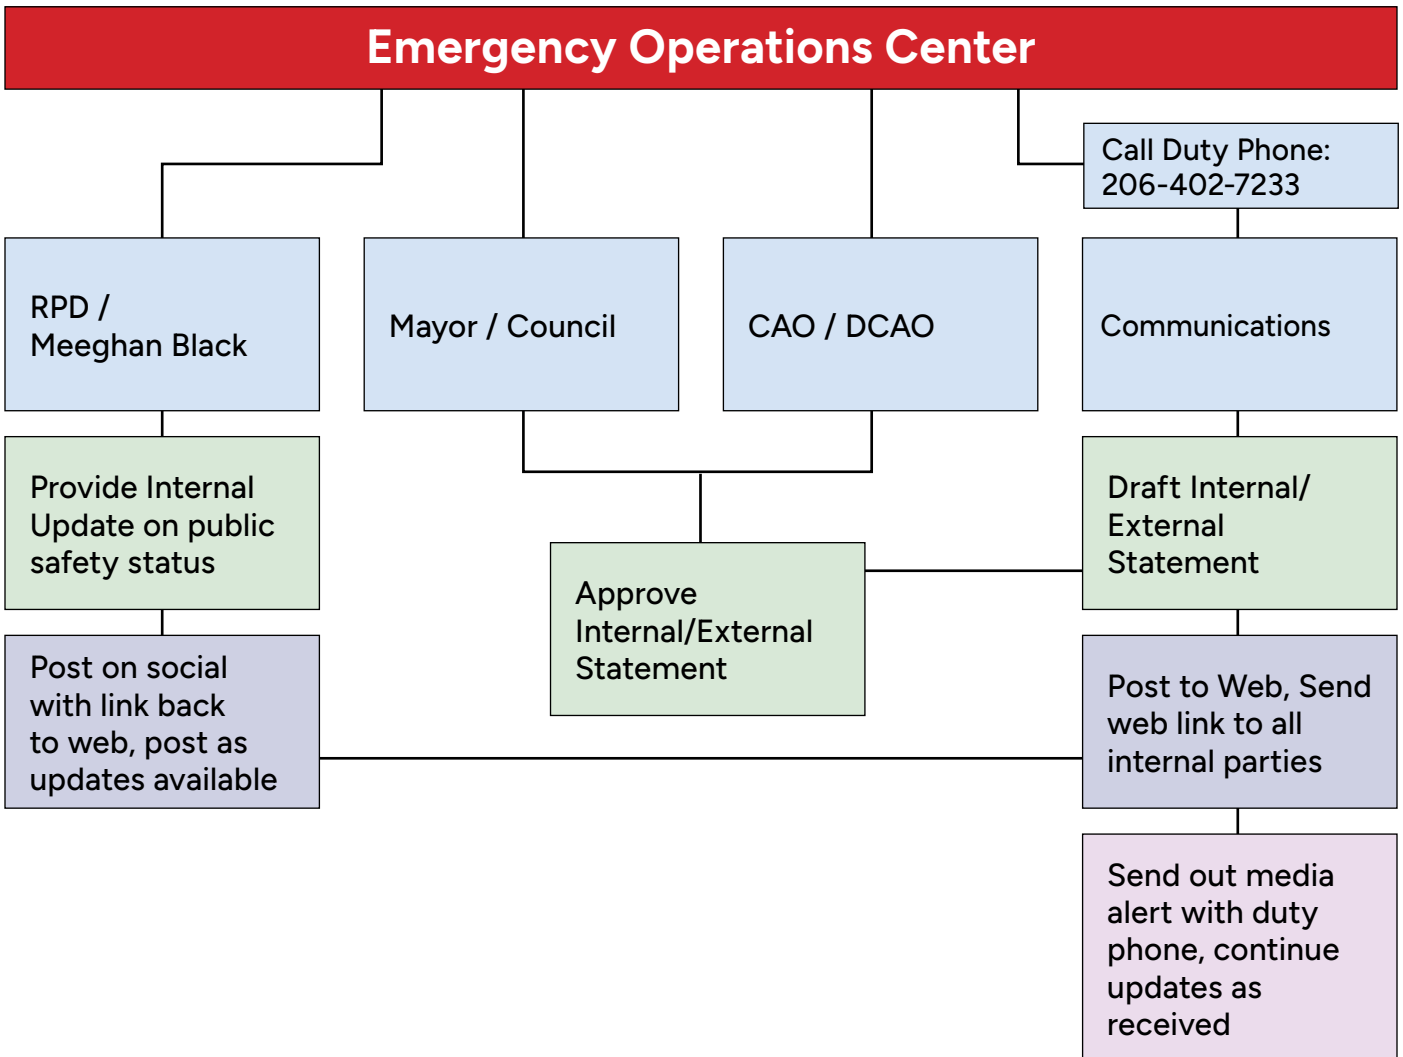 Emergency Operations Center
Call Duty Phone:
206-402-7233
RPD /
Meeghan Black
Mayor / Council
CAO / DCAO
Communications
Provide Internal
Update on public
safety status
Draft Internal/
External
Statement
Approve
Internal/External
Statement
Post on social
with link back
to web, post as
updates available
Post to Web, Send
web link to all
internal parties
Send out media
alert with duty
phone, continue
updates as
received